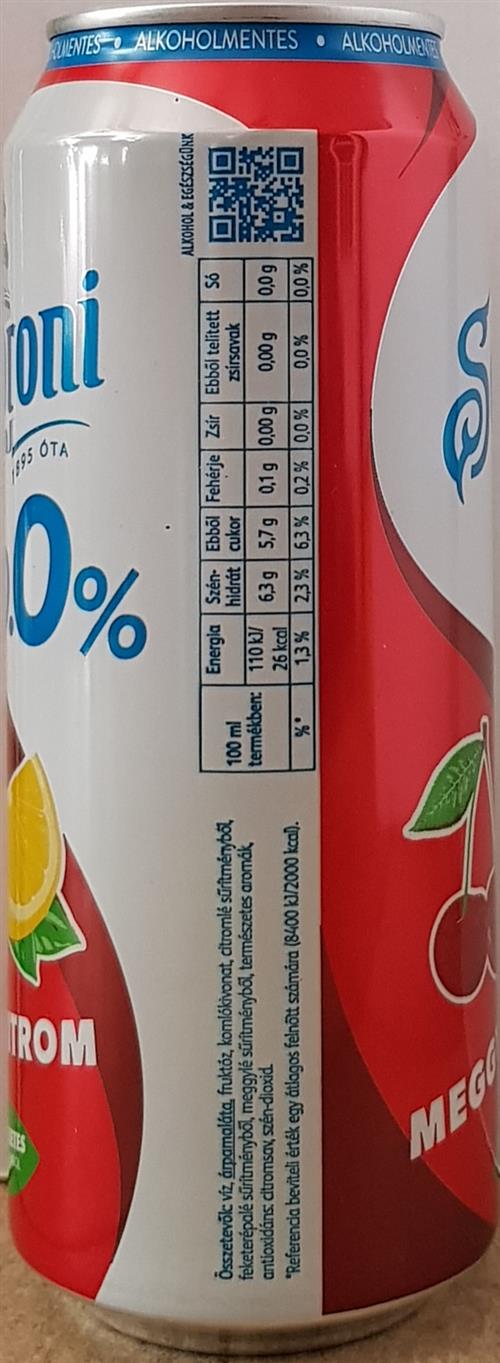 ALKOHOLMENTES • ALKOHOLMENTES
roni
1895 ÓTA
.0%
TROM
ALKOHOL & EGÉSZSÉGÜNK
100 ml termékben: Energia Szén-hidrát Ebből cukor Fehérje Zsír Ebből telített zsírsavak Só
110 kJ/ 26 kcal 6,3 g 5,7 g 0,1 g 0,00 g 0,00 g 0,0 g
%* 1,3 % 2,3 % 6,3 % 0,2 % 0,0 % 0,0 % 0,0 %
Összetevők: víz, árpamaláta, fruktóz, komlókivonat, citromlé sűrítményből,
feketerépalé sűrítményből, meggylé sűrítményből, természetes aromák,
antioxidáns: citromsav, szén-dioxid.
*Referencia beviteli érték egy átlagos felnőtt számára (8400 kJ/2000 kcal).
S
MEGG